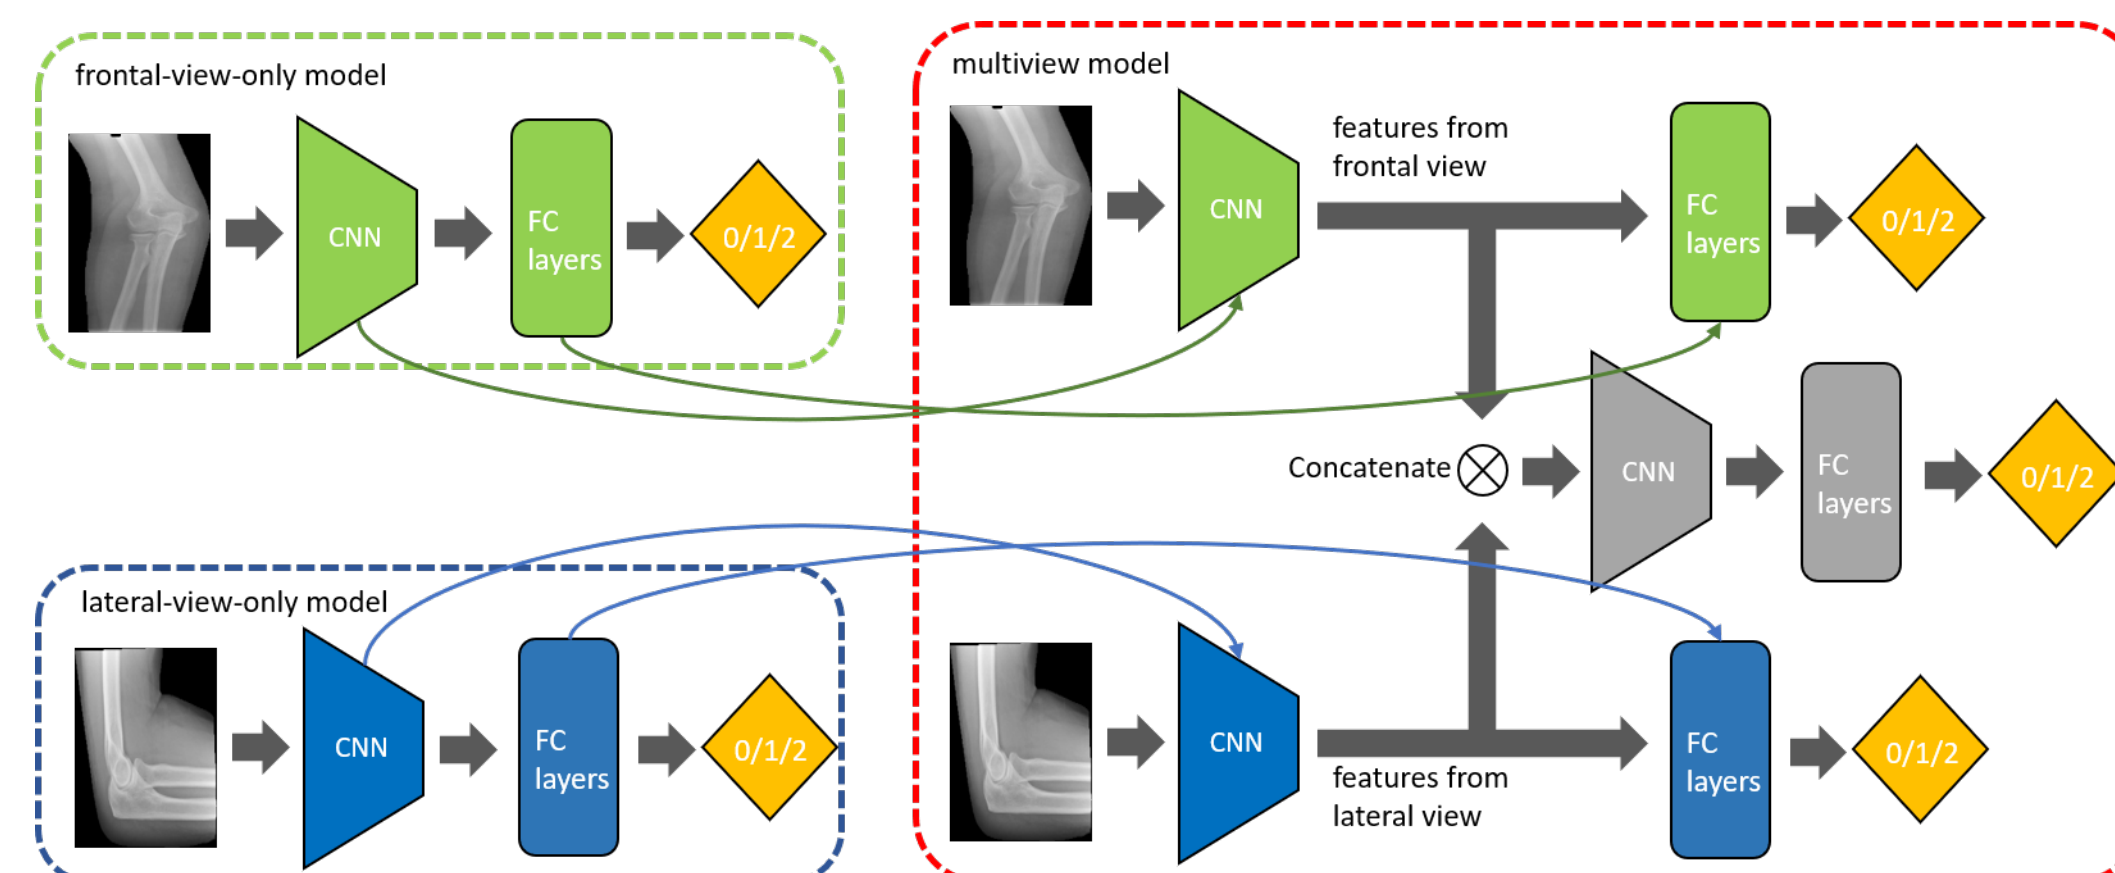 frontal-view-only model
CNN
FC
layers
0/1/2
multiview model
CNN
features from
frontal view
FC
layers
0/1/2
Concatenate
CNN
FC
layers
0/1/2
lateral-view-only model
CNN
FC
layers
0/1/2
CNN
features from
lateral view
FC
layers
0/1/2